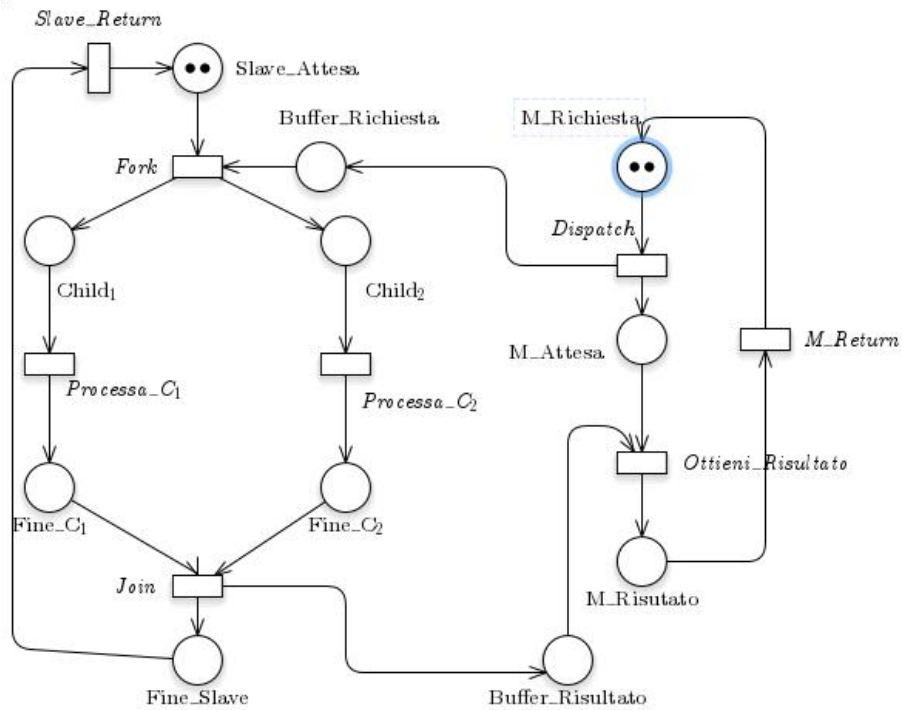 Slave_Return
Slave_Attesa
Buffer_Richiesta
M_Richiesta
Fork
Dispatch
Child1
Child2
M_Attesa
M_Return
Processa_C1
Processa_C2
Ottieni_Risultato
Fine_C1
Fine_C2
Join
M_Risutato
Fine_Slave
Buffer_Risultato